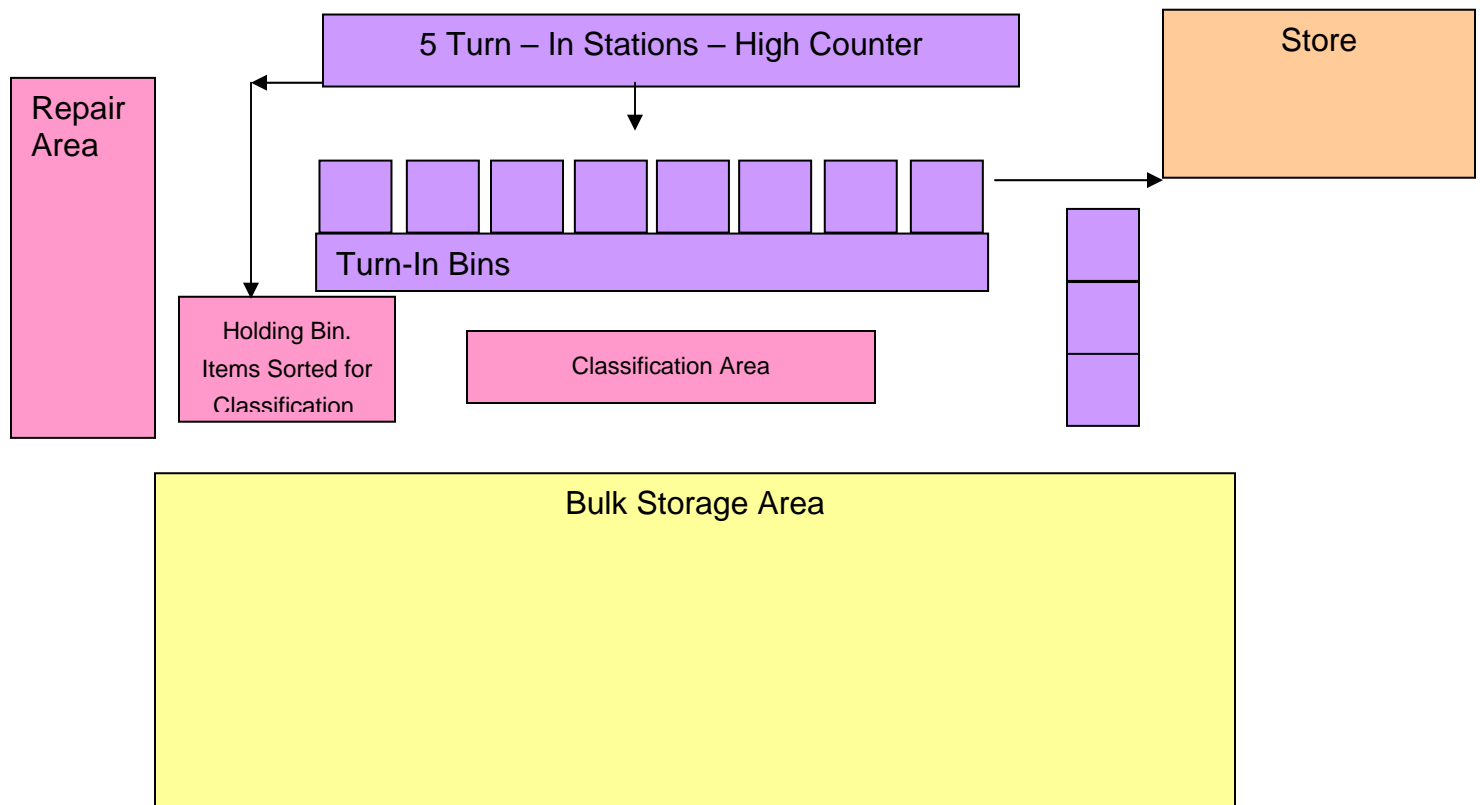 5 Turn – In Stations – High Counter
Store
Repair
Area
Turn-In Bins
Holding Bin.
Items Sorted for
Classification
Classification Area
Bulk Storage Area